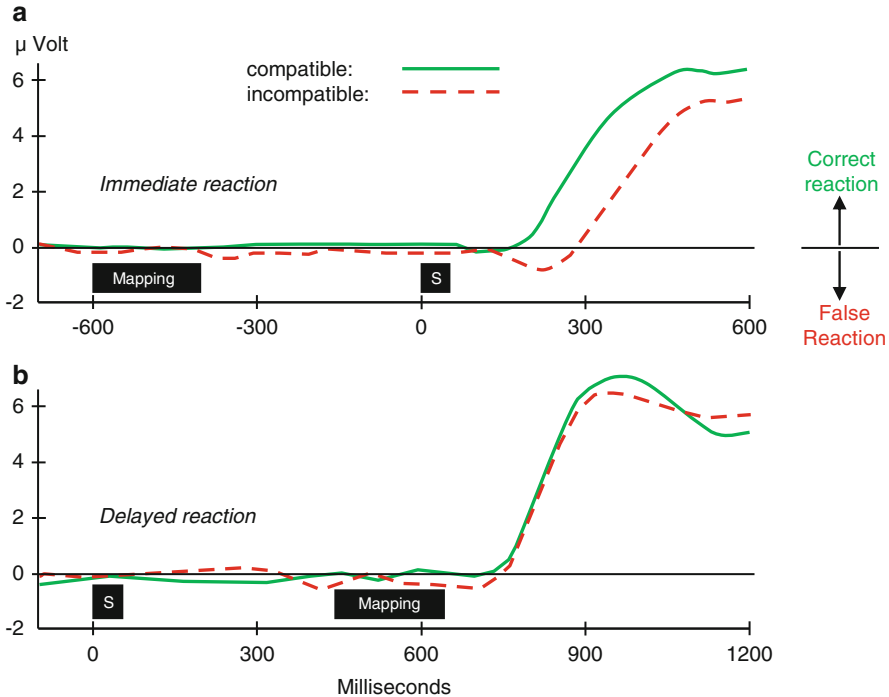 a
μ Volt
compatible:
incompatible:
6
4
2
0
-2
Immediate reaction
Mapping
S
-600
-300
0
300
600
Correct
reaction
False
Reaction
b
6
4
2
0
-2
Delayed reaction
S
Mapping
0
300
600
900
1200
Milliseconds